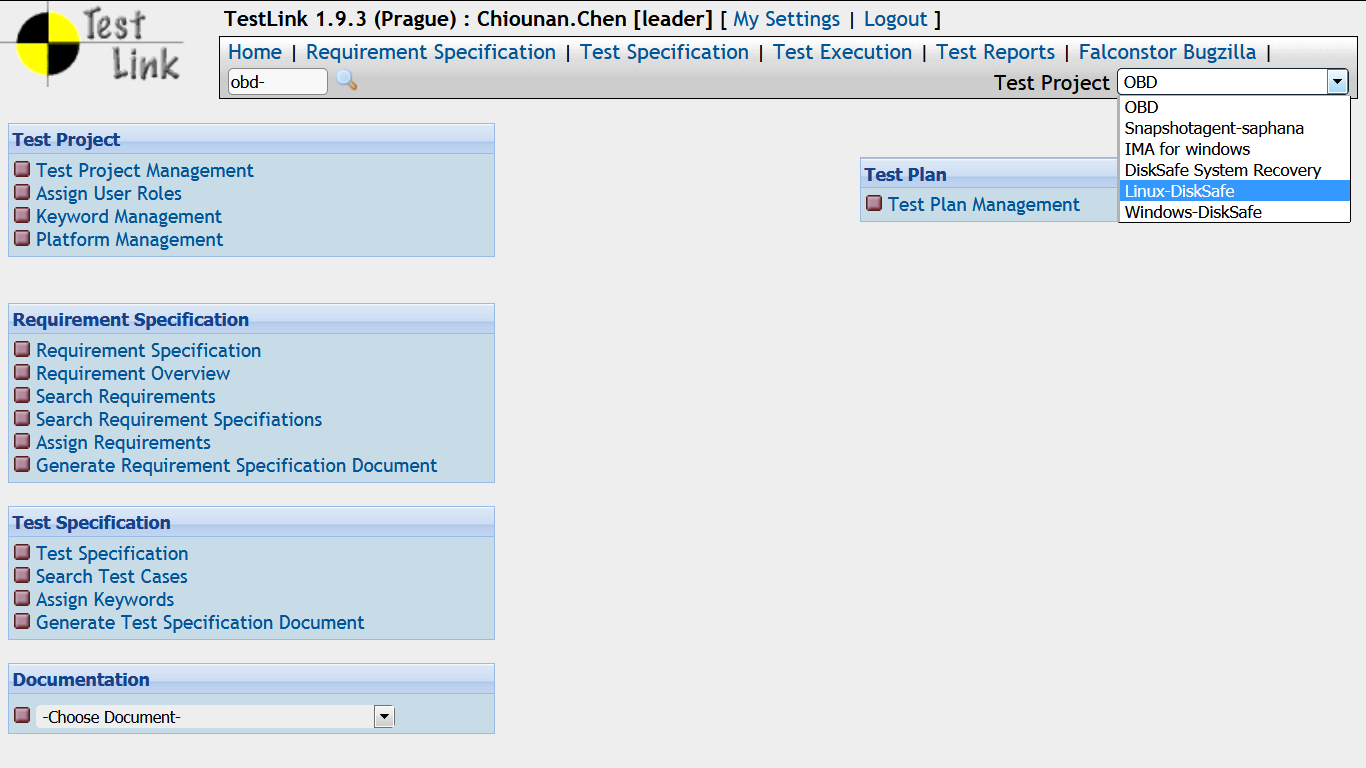 Test
Link
TestLink 1.9.3 (Prague) : Chiounan.Chen [leader] [ My Settings | Logout ]
Home | Requirement Specification | Test Specification | Test Execution | Test Reports | Falconstor Bugzilla |
obd-
Test Project OBD
OBD
Snapshotagent-saphana
IMA for windows
DiskSafe System Recovery
Linux-DiskSafe
Windows-DiskSafe
Test Project
Test Project Management
Assign User Roles
Keyword Management
Platform Management
Test Plan
Test Plan Management
Requirement Specification
Requirement Specification
Requirement Overview
Search Requirements
Search Requirement Specifiations
Assign Requirements
Generate Requirement Specification Document
Test Specification
Test Specification
Search Test Cases
Assign Keywords
Generate Test Specification Document
Documentation
-Choose Document-